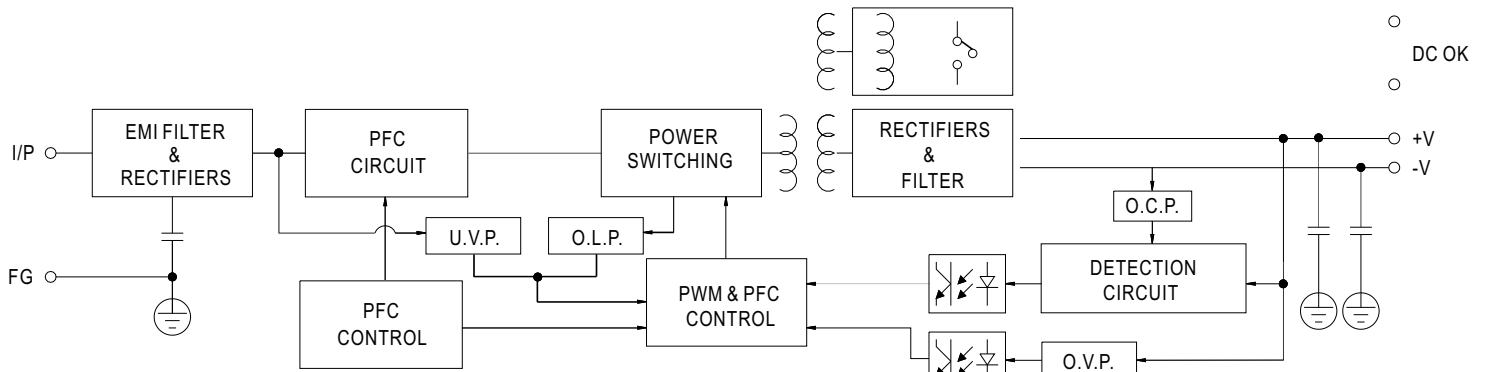 DC OK
I/P
EMI FILTER
&
RECTIFIERS
PFC
CIRCUIT
POWER
SWITCHING
RECTIFIERS
&
FILTER
+V
-V
O.C.P.
U.V.P.
O.L.P.
FG
PFC
CONTROL
PWM & PFC
CONTROL
DETECTION
CIRCUIT
O.V.P.